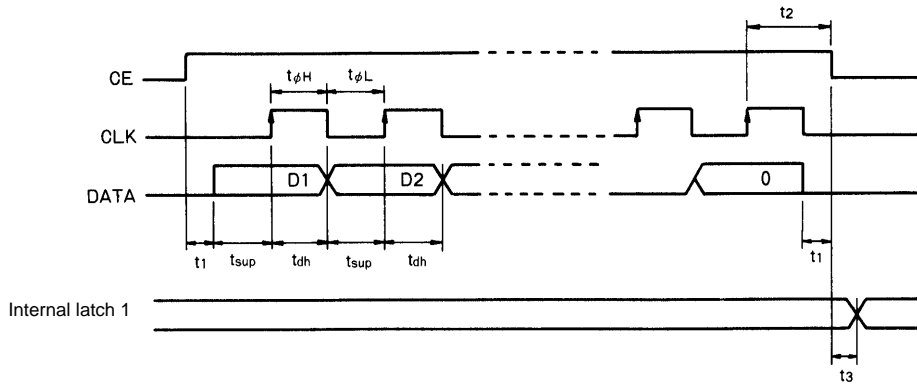 t2
CE
tϕH
tϕL
CLK
DATA
D1
D2
0
t1
tsup
tdh
tsup
tdh
t1
Internal latch 1
t3